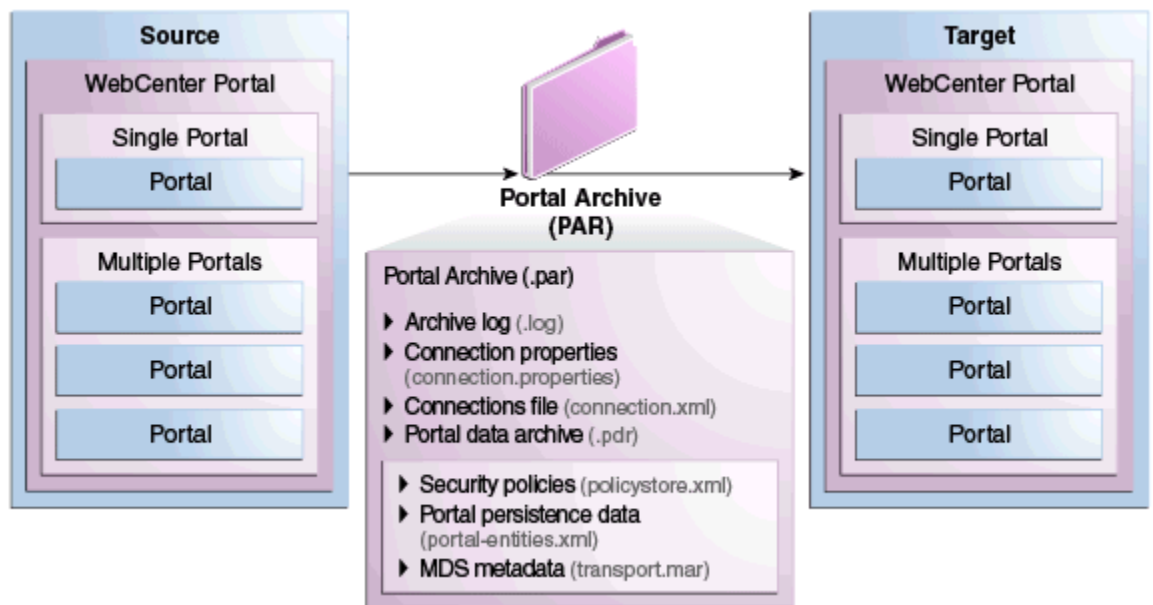 Source
WebCenter Portal
Single Portal
Portal
Multiple Portals
Portal
Portal
Portal
Portal Archive
(PAR)
Portal Archive (.par)
Archive log (.log)
Connection properties
(connection.properties)
Connections file (connection.xml)
Portal data archive (.pdr)
Security policies (policystore.xml)
Portal persistence data
(portal-entities.xml)
MDS metadata (transport.mar)
Target
WebCenter Portal
Single Portal
Portal
Multiple Portals
Portal
Portal
Portal